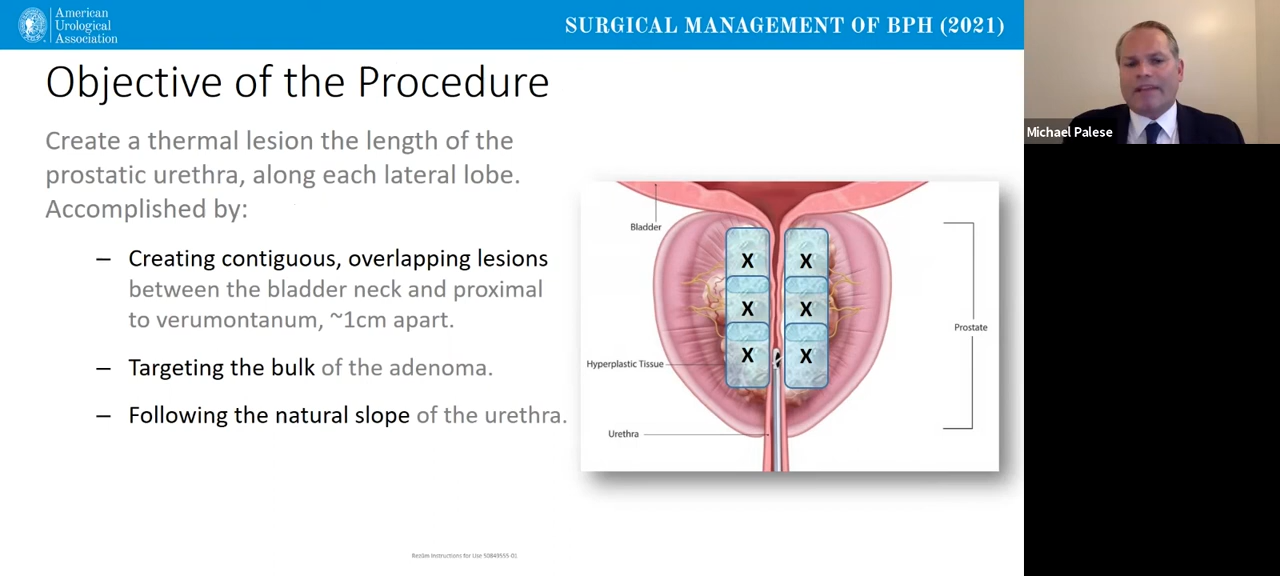 American
Urological
Association
SURGICAL MANAGEMENT OF BPH (2021)
Objective of the Procedure
Create a thermal lesion the length of the
prostatic urethra, along each lateral lobe.
Accomplished by:
– Creating contiguous, overlapping lesions
between the bladder neck and proximal
to verumontanum, ~1cm apart.
– Targeting the bulk of the adenoma.
– Following the natural slope of the urethra.
Bladder
X X
X X
X X
Prostate
Hyperplastic Tissue
Urethra
Rezūm Instructions for Use 50849555-01
Michael Palese